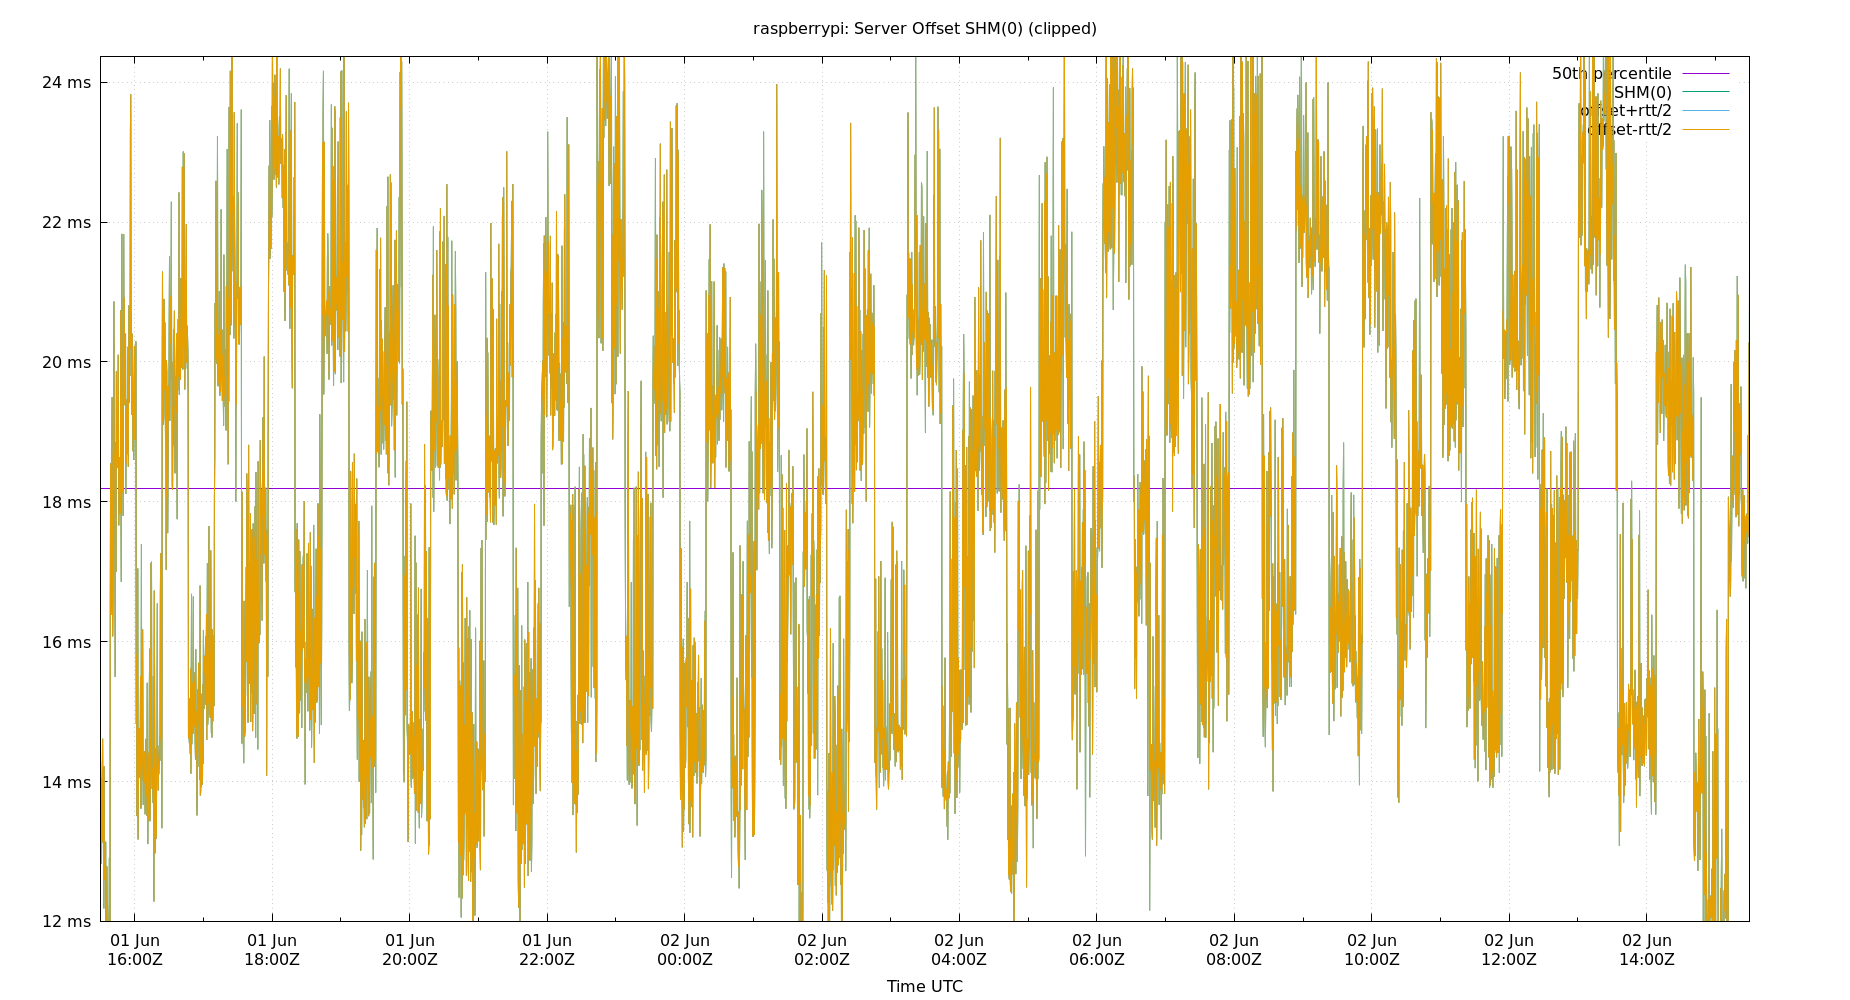 raspberrypi: Server Offset SHM(0) (clipped)
24 ms
22 ms
20 ms
18 ms
16 ms
14 ms
12 ms
50th percentile
SHM(0)
offset+rtt/2
offset-rtt/2
01 Jun 01 Jun 01 Jun 01 Jun 02 Jun 02 Jun 02 Jun 02 Jun 02 Jun 02 Jun 02 Jun 02 Jun
16:00Z 18:00Z 20:00Z 22:00Z 00:00Z 02:00Z 04:00Z 06:00Z 08:00Z 10:00Z 12:00Z 14:00Z
Time UTC